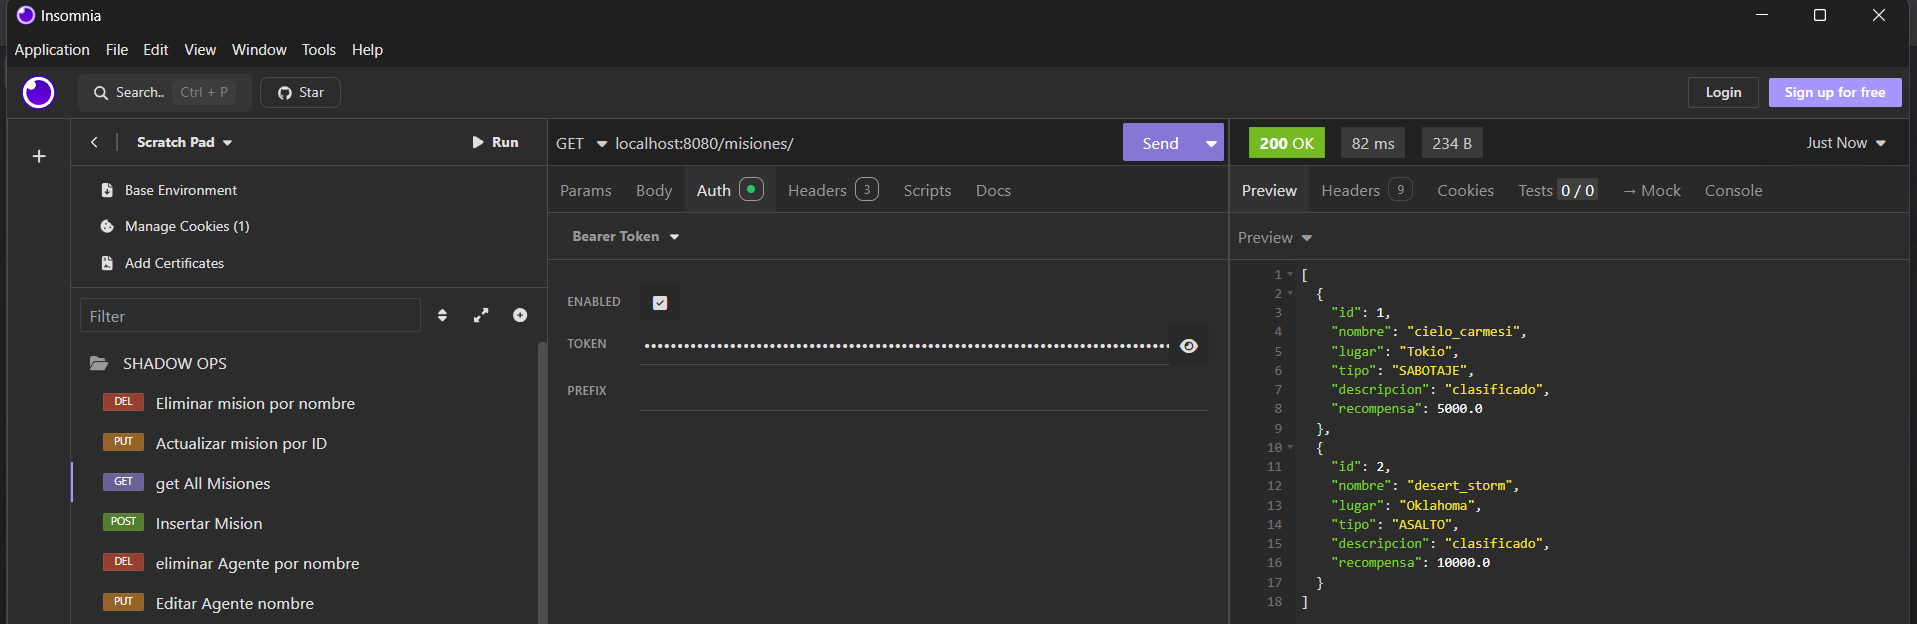 Insomnia
Application File Edit View Window Tools Help
Search.. Ctrl + P Star Login Sign up for free
Scratch Pad Run
Base Environment
Manage Cookies (1)
Add Certificates
Filter
SHADOW OPS
DEL Eliminar mision por nombre
PUT Actualizar mision por ID
GET get All Misiones
POST Insertar Mision
DEL eliminar Agente por nombre
PUT Editar Agente nombre
GET localhost:8080/misiones/ Send
Params Body Auth Headers 3 Scripts Docs
Bearer Token
ENABLED
TOKEN ••••••••••••••••••••••••••••••••••••••••••••••••••••••••••••••••••••••••••••••
PREFIX
200 OK 82 ms 234 B Just Now
Preview Headers 9 Cookies Tests 0 / 0 → Mock Console
Preview
1 [
2 {
3 "id": 1,
4 "nombre": "cielo_carmesi",
5 "lugar": "Tokio",
6 "tipo": "SABOTAJE",
7 "descripcion": "clasificado",
8 "recompensa": 5000.0
9 },
10 {
11 "id": 2,
12 "nombre": "desert_storm",
13 "lugar": "Oklahoma",
14 "tipo": "ASALTO",
15 "descripcion": "clasificado",
16 "recompensa": 10000.0
17 }
18 ]